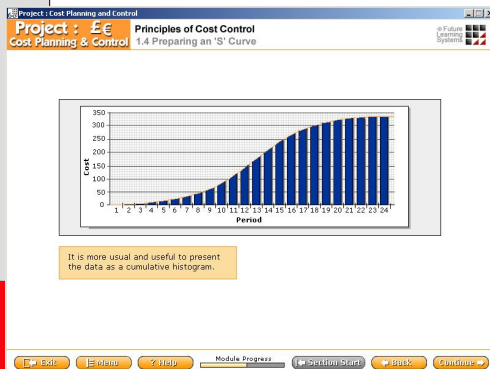 Project : Cost Planning and Control
Project : £€
Cost Planning & Control
Principles of Cost Control
1.4 Preparing an 'S' Curve
Future
Learning
Systems
350
300
250
200
150
100
50
0
Cost
1 2 3 4 5 6 7 8 9 10 11 12 13 14 15 16 17 18 19 20 21 22 23 24
Period
It is more usual and useful to present
the data as a cumulative histogram.
Exit
Menu
? Help
Module Progress
Section Start
Back
Continue